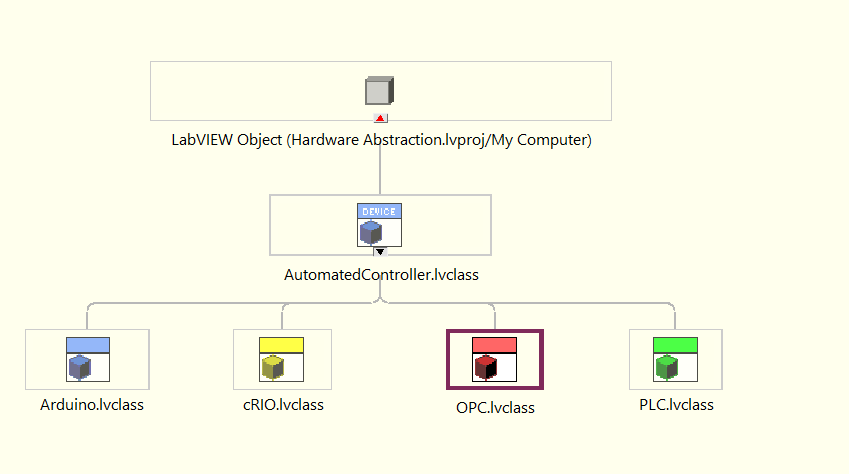 LabVIEW Object (Hardware Abstraction.lvproj/My Computer)
DEVICE
AutomatedController.lvclass
Arduino.lvclass
cRIO.lvclass
OPC.lvclass
PLC.lvclass